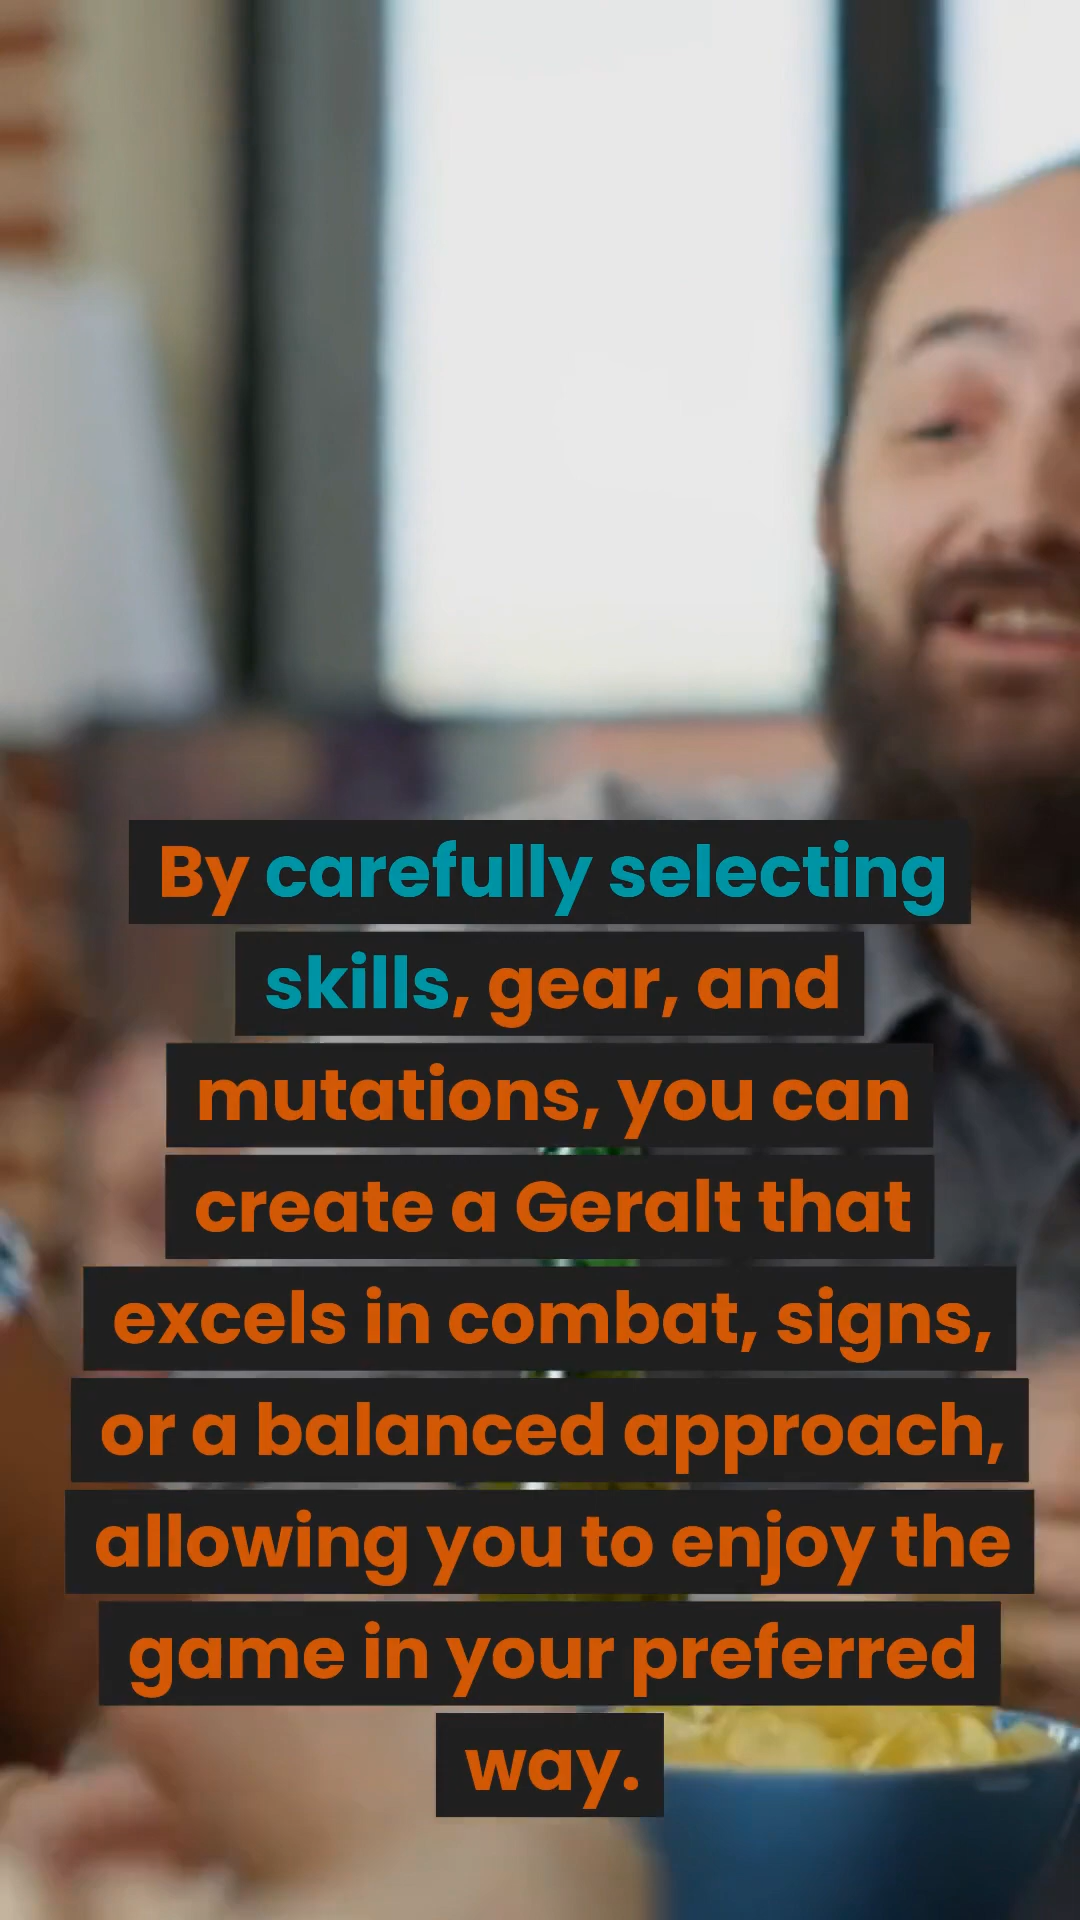 By carefully selecting
skills, gear, and
mutations, you can
create a Geralt that
excels in combat, signs,
or a balanced approach,
allowing you to enjoy the
game in your preferred
way.